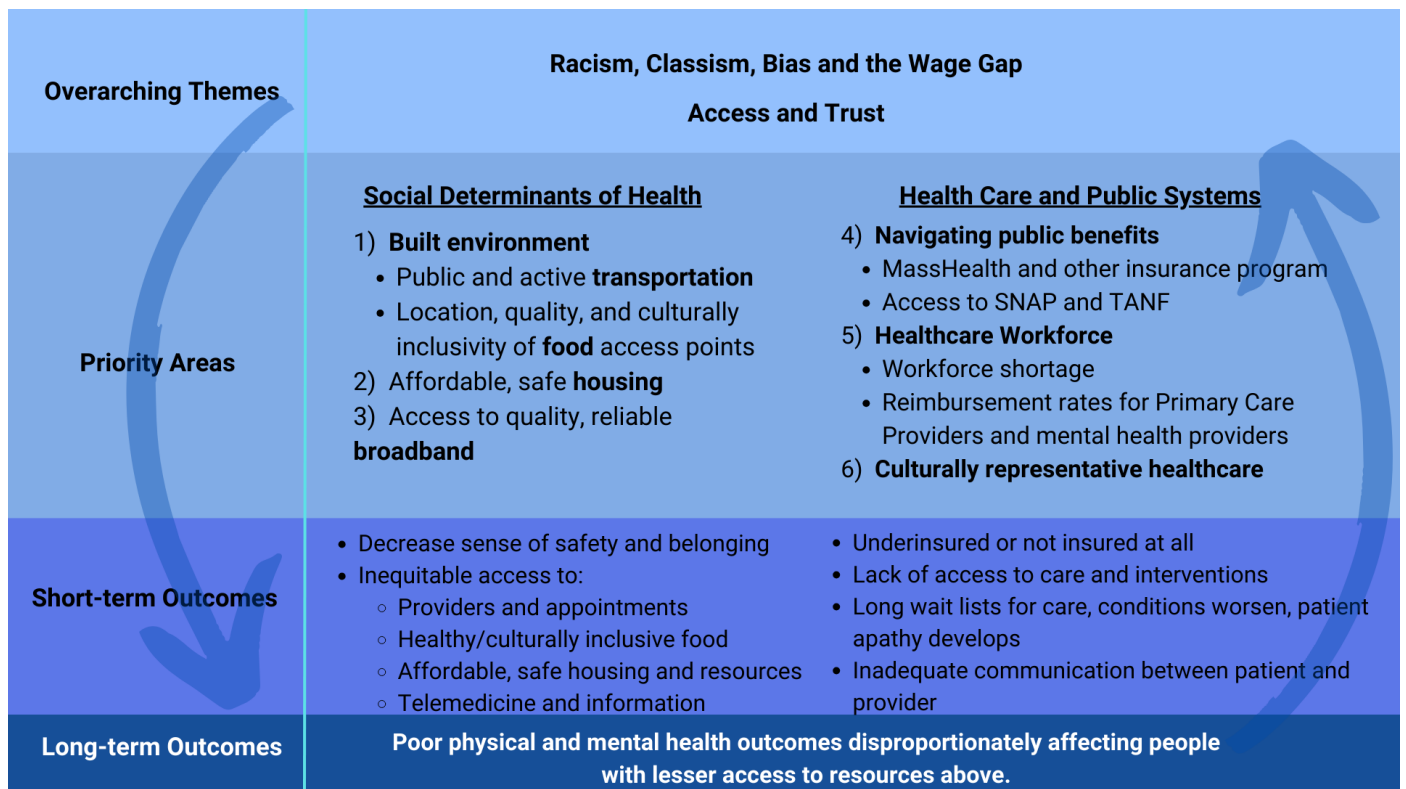 Overarching Themes
Racism, Classism, Bias and the Wage Gap
Access and Trust
Priority Areas
Social Determinants of Health
1) Built environment
• Public and active transportation
• Location, quality, and culturally
inclusivity of food access points
2) Affordable, safe housing
3) Access to quality, reliable
broadband
Health Care and Public Systems
4) Navigating public benefits
• MassHealth and other insurance program
• Access to SNAP and TANF
5) Healthcare Workforce
• Workforce shortage
• Reimbursement rates for Primary Care
Providers and mental health providers
6) Culturally representative healthcare
Short-term Outcomes
• Decrease sense of safety and belonging
• Inequitable access to:
◦ Providers and appointments
◦ Healthy/culturally inclusive food
◦ Affordable, safe housing and resources
◦ Telemedicine and information
• Underinsured or not insured at all
• Lack of access to care and interventions
• Long wait lists for care, conditions worsen, patient
apathy develops
• Inadequate communication between patient and
provider
Long-term Outcomes
Poor physical and mental health outcomes disproportionately affecting people
with lesser access to resources above.